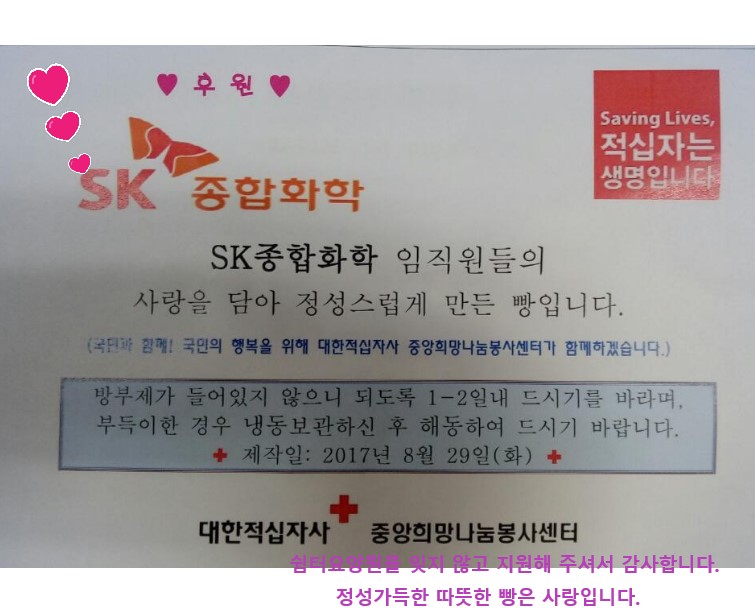 ♥ 후 원 ♥
Saving Lives,
적십자는
생명입니다
SK 종합화학
SK종합화학 임직원들의
사랑을 담아 정성스럽게 만든 빵입니다.
(국민과 함께! 국민의 행복을 위해 대한적십자사 중앙희망나눔봉사센터가 함께하겠습니다.)
방부제가 들어있지 않으니 되도록 1-2일내 드시기를 바라며,
부득이한 경우 냉동보관하신 후 해동하여 드시기 바랍니다.
제작일: 2017년 8월 29일(화)
대한적십자사 중앙희망나눔봉사센터
쉼터요양원을 잊지 않고 지원해 주셔서 감사합니다.
정성가득한 따뜻한 빵은 사랑입니다.